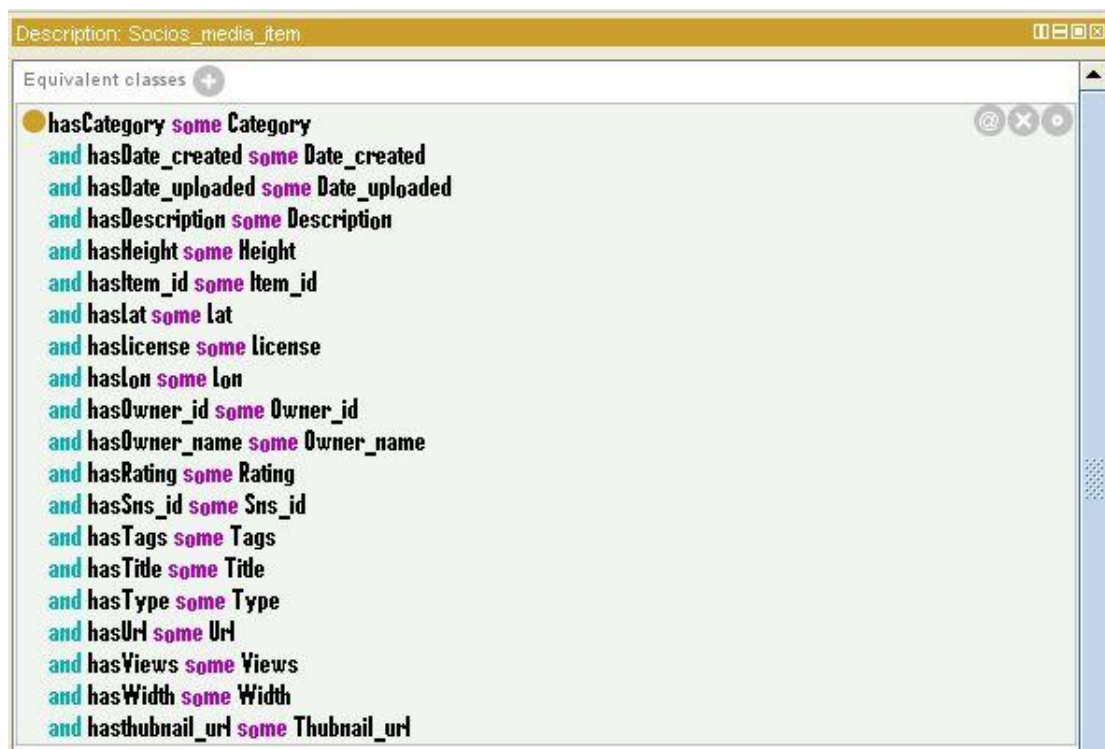 Description: Socios_media_item
Equivalent classes
hasCategory some Category
and hasDate_created some Date_created
and hasDate_uploaded some Date_uploaded
and hasDescription some Description
and hasHeight some Height
and hasItem_id some Item_id
and hasLat some Lat
and hasLicense some License
and hasLon some Lon
and hasOwner_id some Owner_id
and hasOwner_name some Owner_name
and hasRating some Rating
and hasSns_id some Sns_id
and hasTags some Tags
and hasTitle some Title
and hasType some Type
and hasUrl some Url
and hasViews some Views
and hasWidth some Width
and hasthubnail_url some Thubnail_url